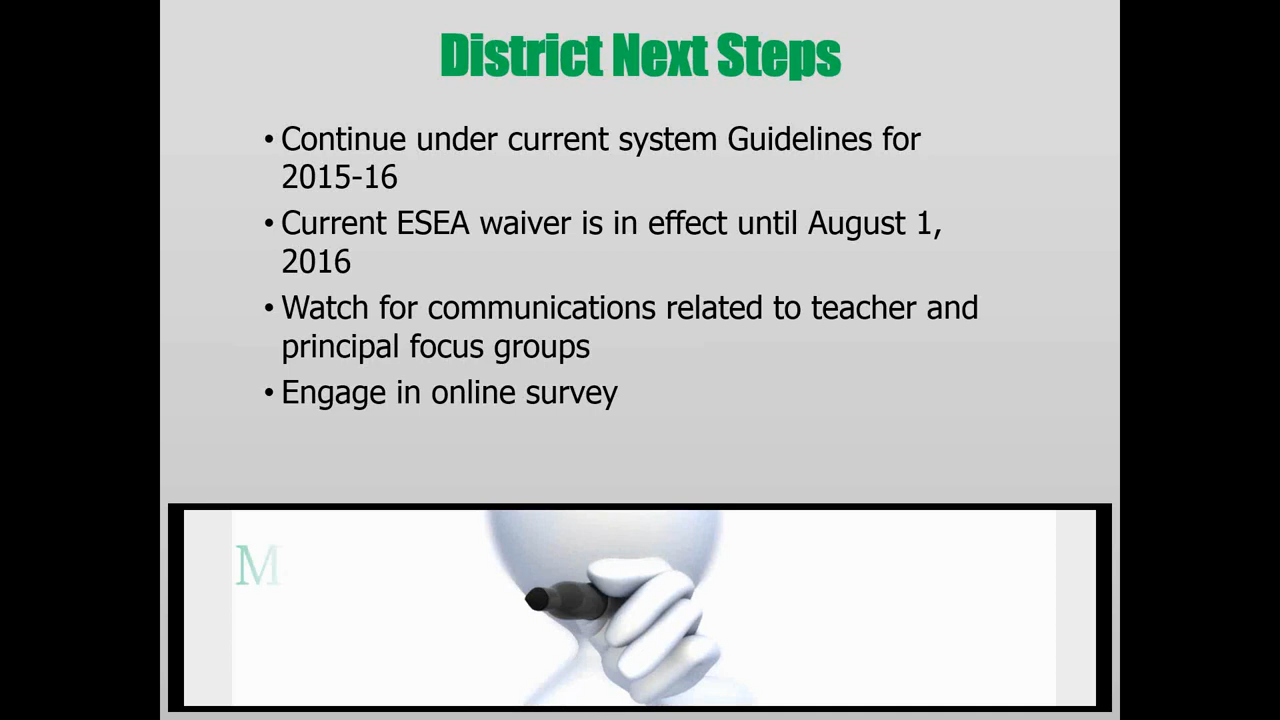 District Next Steps
• Continue under current system Guidelines for
2015-16
• Current ESEA waiver is in effect until August 1,
2016
• Watch for communications related to teacher and
principal focus groups
• Engage in online survey
M